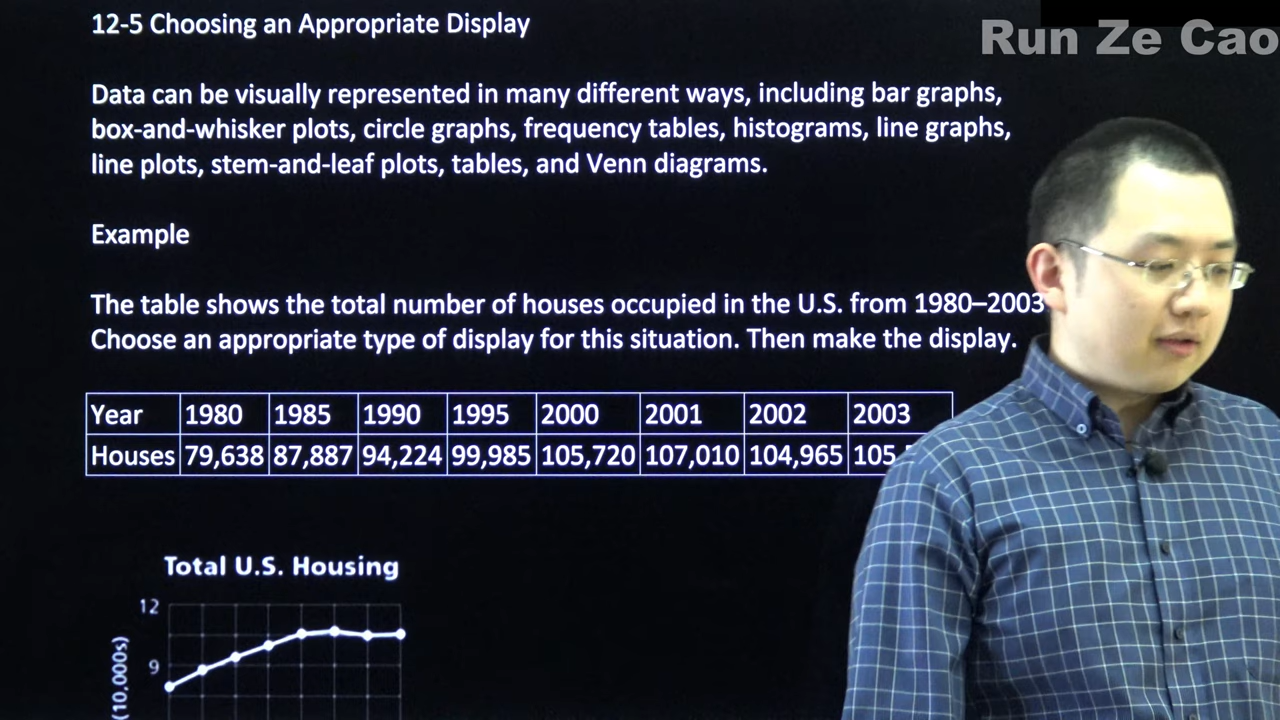 12-5 Choosing an Appropriate Display
Run Ze Cao
Data can be visually represented in many different ways, including bar graphs,
box-and-whisker plots, circle graphs, frequency tables, histograms, line graphs,
line plots, stem-and-leaf plots, tables, and Venn diagrams.
Example
The table shows the total number of houses occupied in the U.S. from 1980–2003
Choose an appropriate type of display for this situation. Then make the display.
Year 1980 1985 1990 1995 2000 2001 2002 2003
Houses 79,638 87,887 94,224 99,985 105,720 107,010 104,965 105,
Total U.S. Housing
12
9
(10,000s)